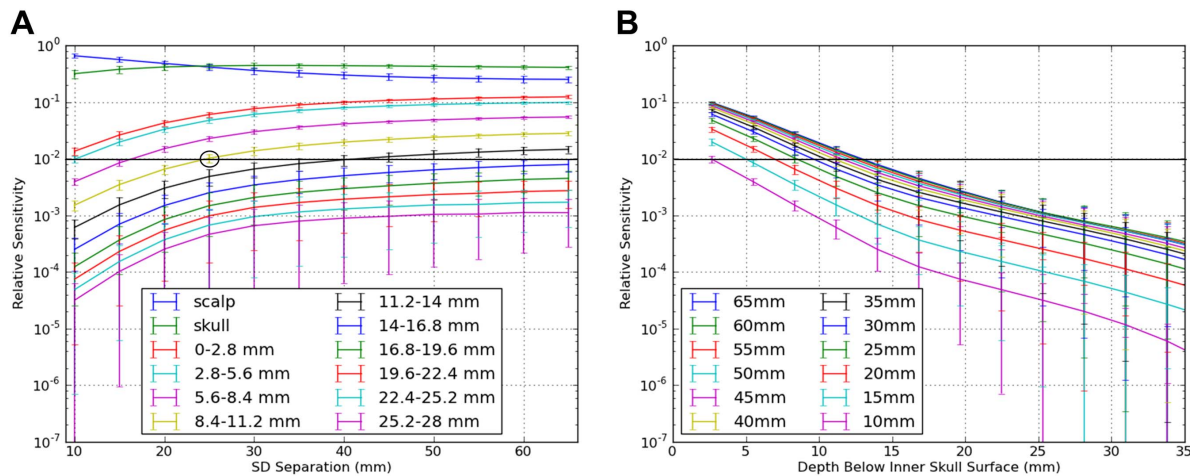 A
10^0
10^-1
10^-2
10^-3
10^-4
10^-5
10^-6
10^-7
Relative Sensitivity
10 20 30 40 50 60
SD Separation (mm)
scalp
skull
0-2.8 mm
2.8-5.6 mm
5.6-8.4 mm
8.4-11.2 mm
11.2-14 mm
14-16.8 mm
16.8-19.6 mm
19.6-22.4 mm
22.4-25.2 mm
25.2-28 mm
B
10^0
10^-1
10^-2
10^-3
10^-4
10^-5
10^-6
10^-7
Relative Sensitivity
0 5 10 15 20 25 30 35
Depth Below Inner Skull Surface (mm)
65mm
60mm
55mm
50mm
45mm
40mm
35mm
30mm
25mm
20mm
15mm
10mm